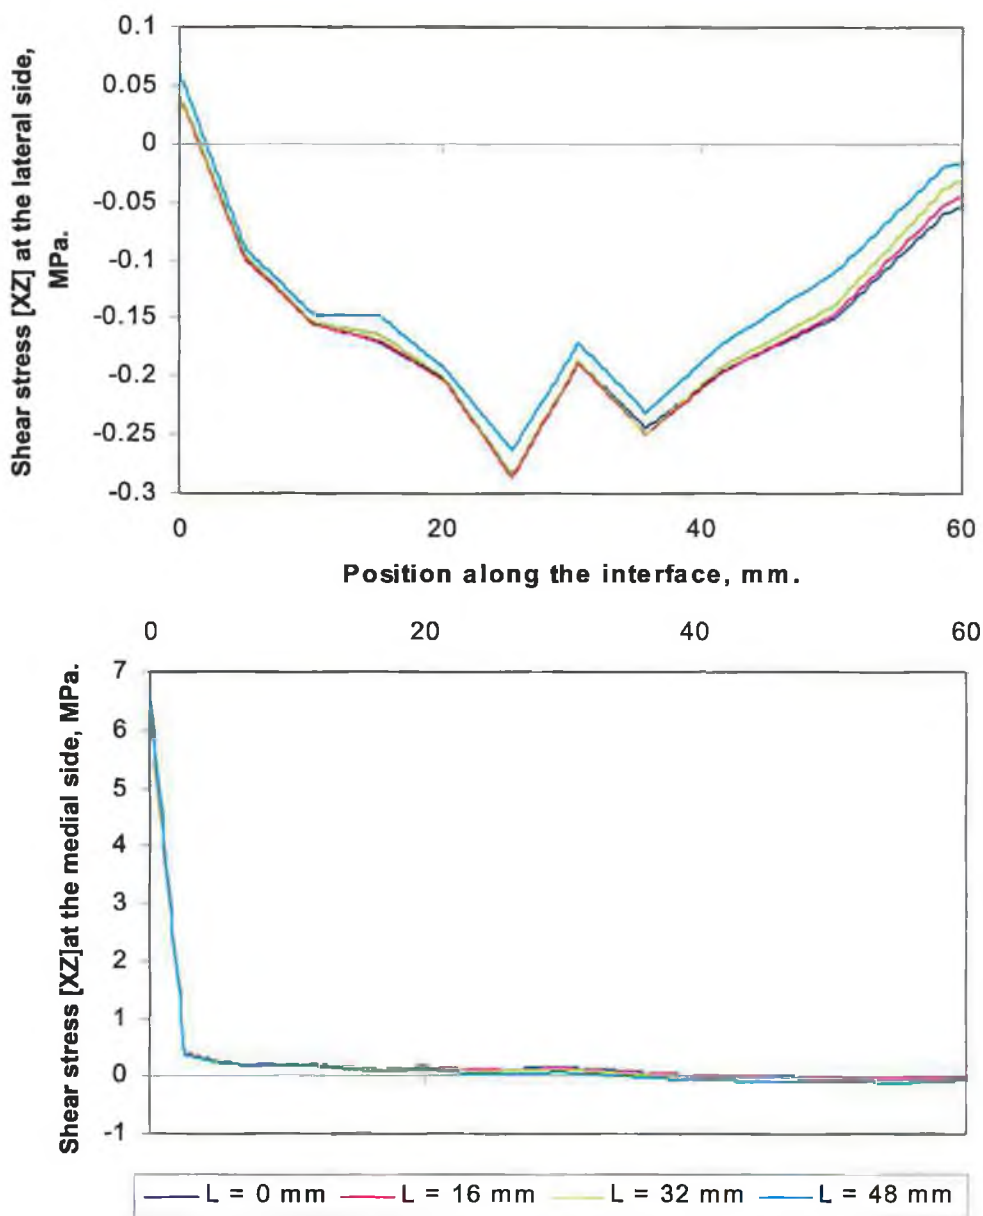 Shear stress [XZ] at the lateral side,
MPa.
0.1
0.05
0
-0.05
-0.1
-0.15
-0.2
-0.25
-0.3
0 20 40 60
Position along the interface, mm.
0 20 40 60
Shear stress [XZ]at the medial side, MPa.
7
6
5
4
3
2
1
0
-1
L = 0 mm L = 16 mm L = 32 mm L = 48 mm